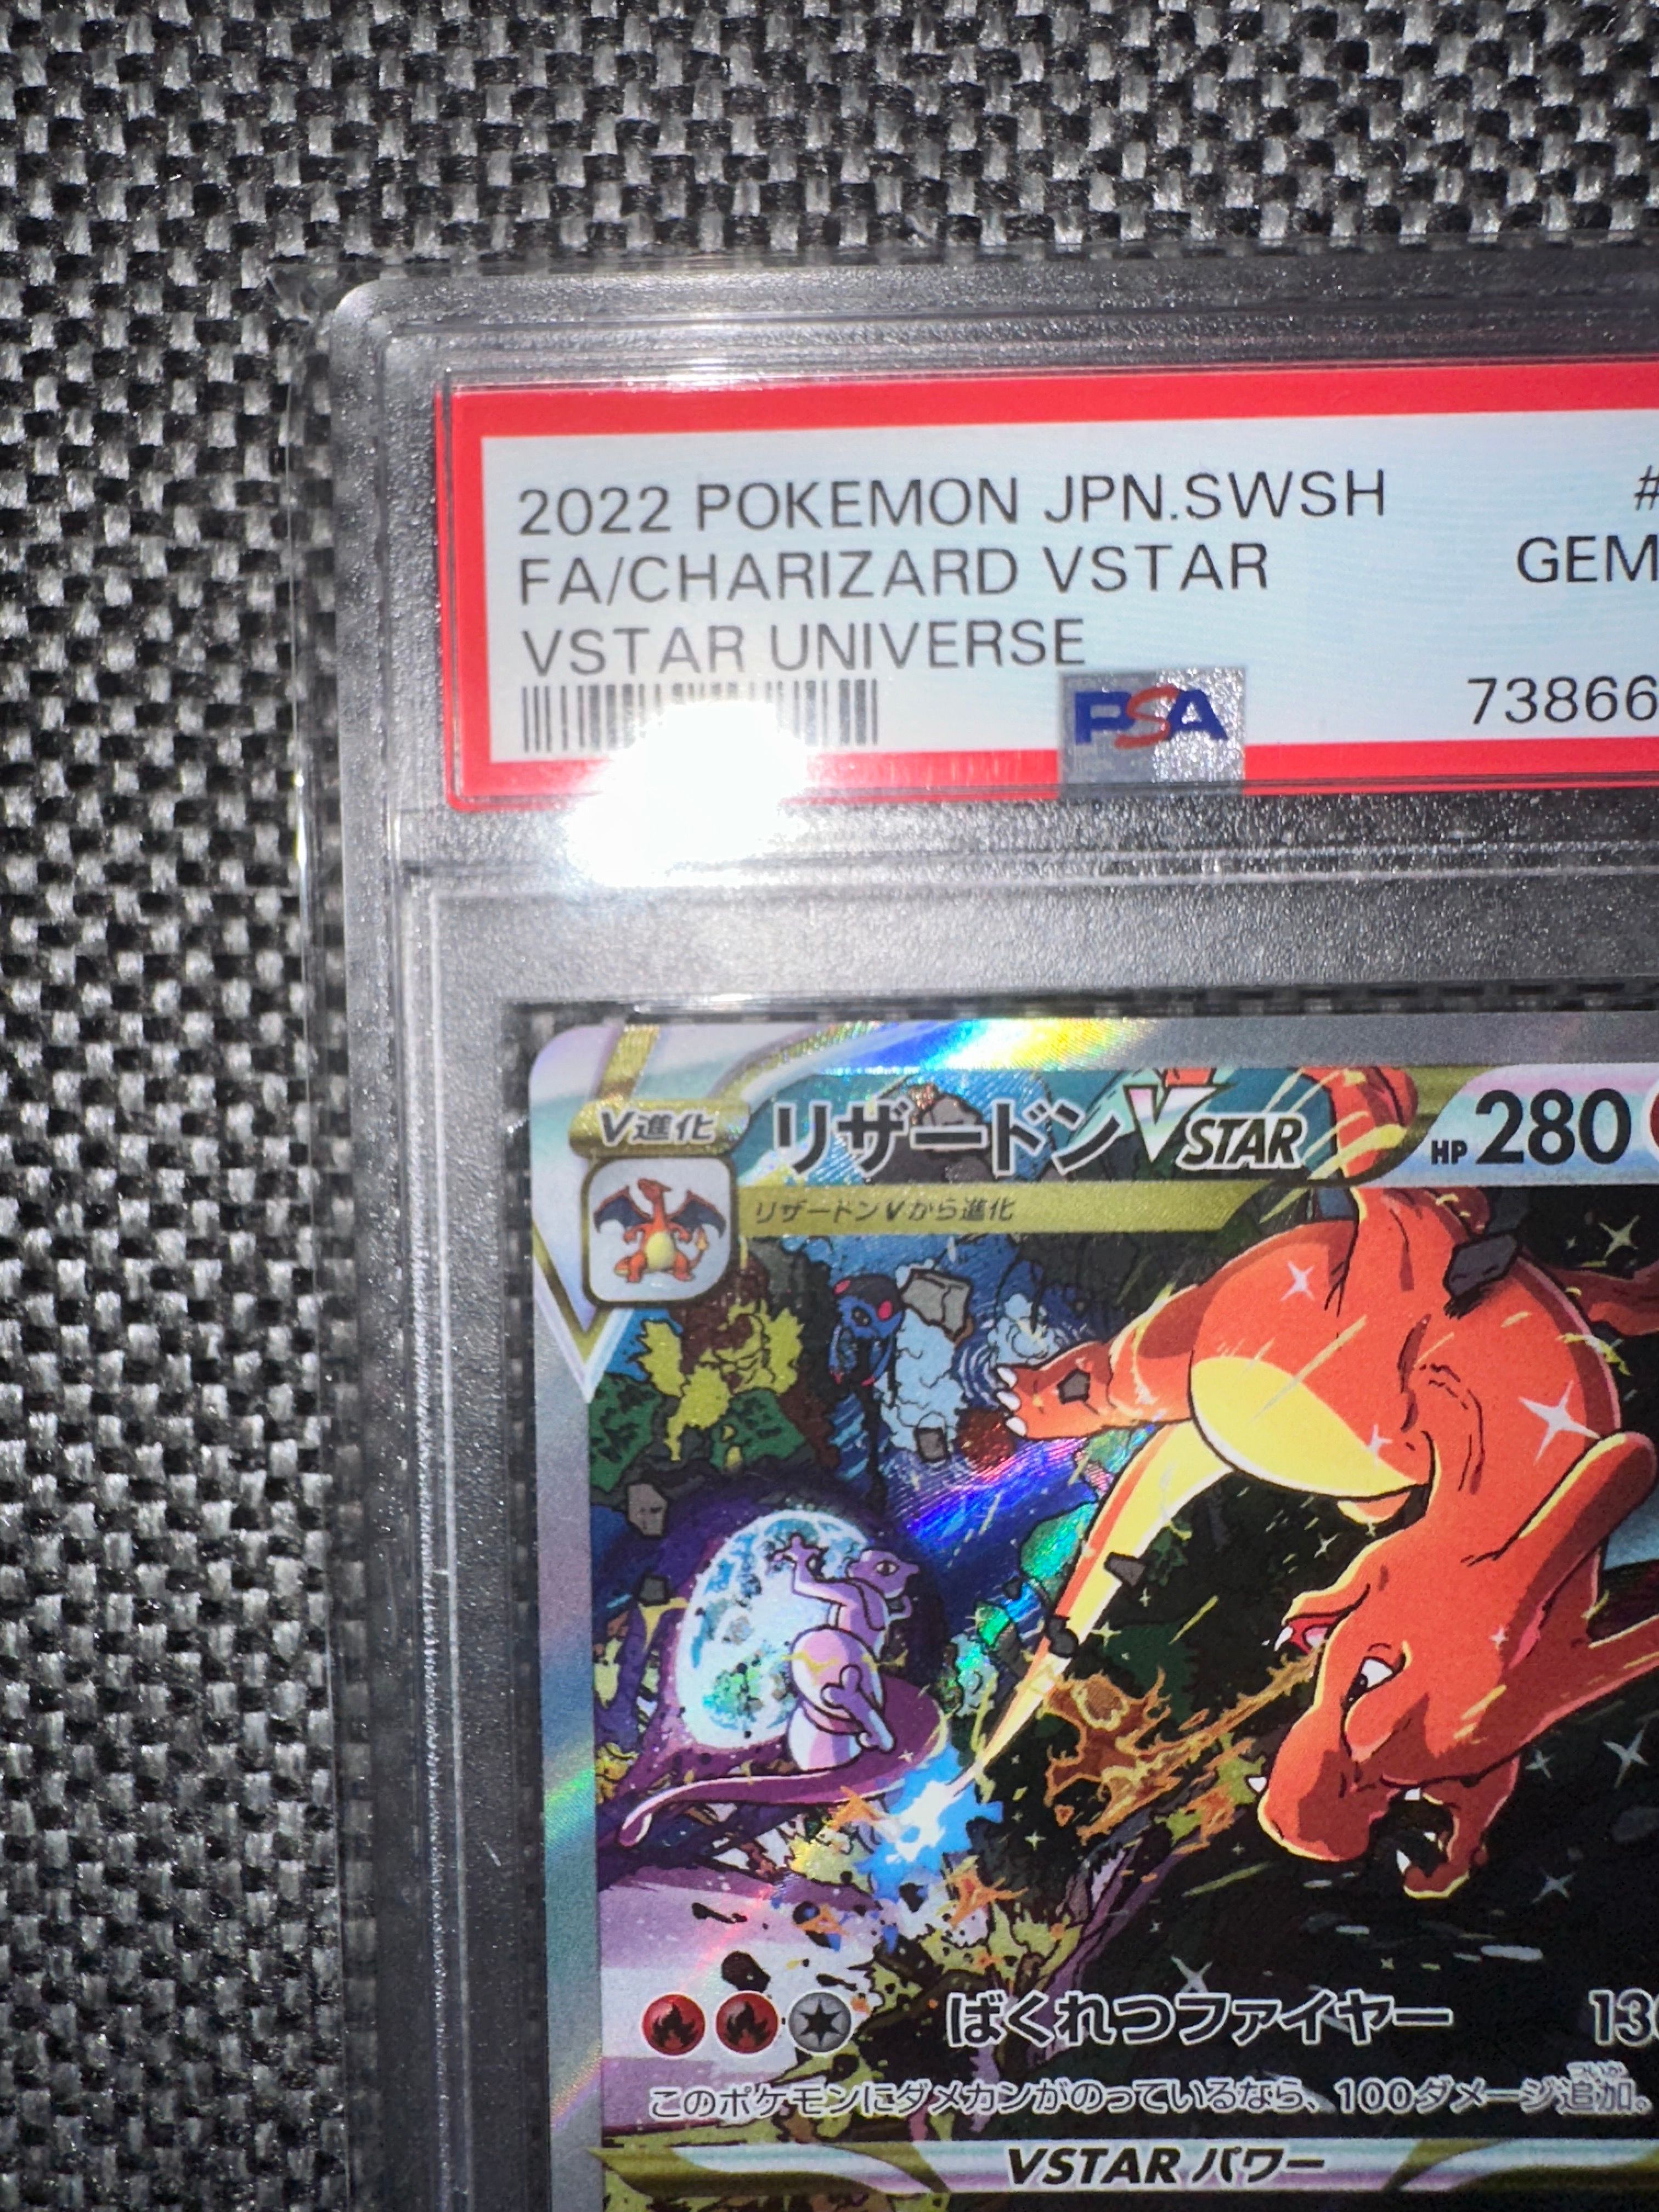 2022 POKEMON JPN.SWSH #
FA/CHARIZARD VSTAR GEM
VSTAR UNIVERSE
PSA 73866
V進化 リザードンVSTAR HP 280
リザードンVから進化
ばくれつファイヤー 130
このポケモンにダメカンがのっているなら、100ダメージ追加。
ついか
VSTARパワー